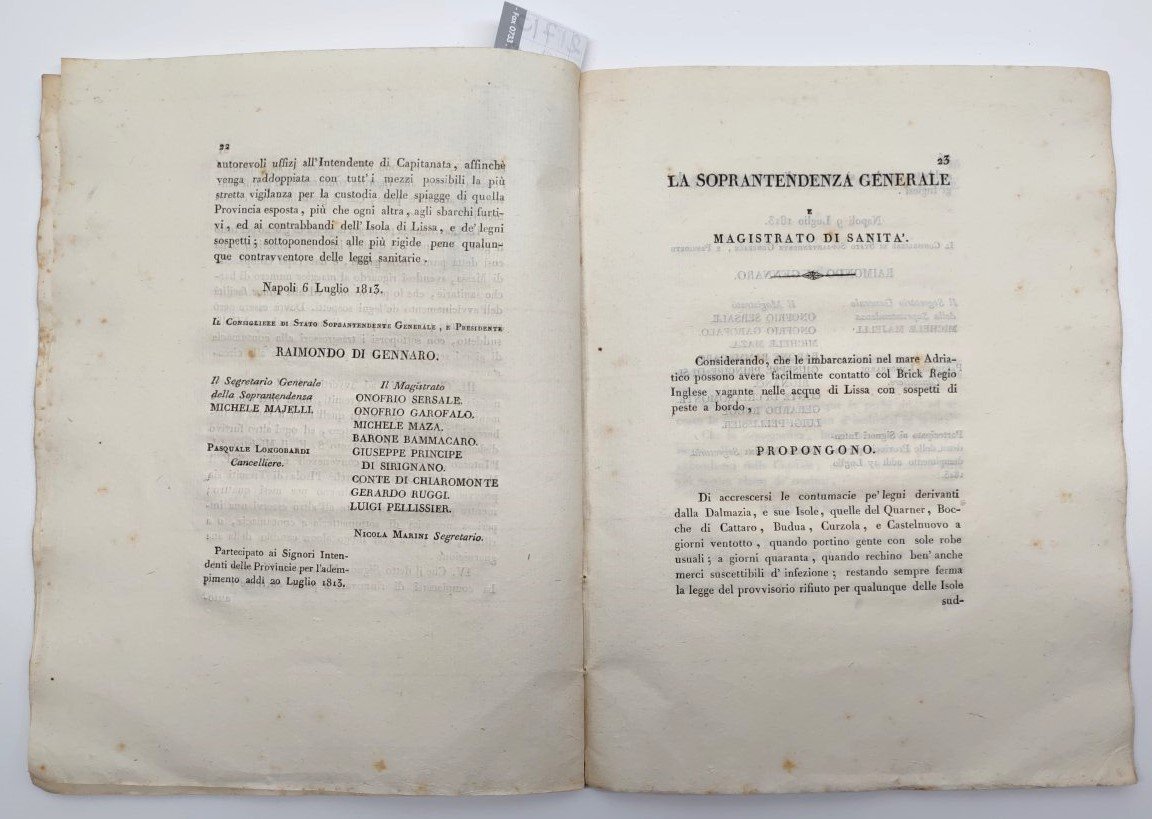 - Fax 0733
22
autorevoli uffizj all'Intendente di Capitanata, affinchè
venga raddoppiata con tutt'i mezzi possibili la più
stretta vigilanza per la custodia delle spiagge di quella
Provincia esposta, più che ogni altra, agli sbarchi furti-
vi, ed ai contrabbandi dell'Isola di Lissa, e de' legni
sospetti; sottoponendosi alle più rigide pene qualun-
que contravventore delle leggi sanitarie.
Napoli 6 Luglio 1813.
IL CONSIGLIERE DI STATO SOPRANTENDENTE GENERALE, E PRESIDENTE
RAIMONDO DI GENNARO.
Il Segretario Generale
della Soprantendenza
MICHELE MAJELLI.
PASQUALE LONGOBARDI
Cancelliere.
Il Magistrato
ONOFRIO SERSALE.
ONOFRIO GAROFALO.
MICHELE MAZA.
BARONE BAMMACARO.
GIUSEPPE PRINCIPE
DI SIRIGNANO.
CONTE DI CHIAROMONTE
GERARDO RUGGI.
LUIGI PELLISSIER.
NICOLA MARINI Segretario.
Partecipato ai Signori Inten-
denti delle Provincie per l'adem-
pimento addì 20 Luglio 1813.
23
LA SOPRANTENDENZA GENERALE
E
MAGISTRATO DI SANITA'.
Considerando, che le imbarcazioni nel mare Adria-
tico possono avere facilmente contatto col Brick Regio
Inglese vagante nelle acque di Lissa con sospetti di
peste a bordo,
PROPONGONO.
Di accrescersi le contumacie pe' legni derivanti
dalla Dalmazia, e sue Isole, quelle del Quarner, Boc-
che di Cattaro, Budua, Curzola, e Castelnuovo a
giorni ventotto, quando portino gente con sole robe
usuali; a giorni quaranta, quando rechino ben' anche
merci suscettibili d' infezione; restando sempre ferma
la legge del provvisorio rifiuto per qualunque delle Isole
sud-